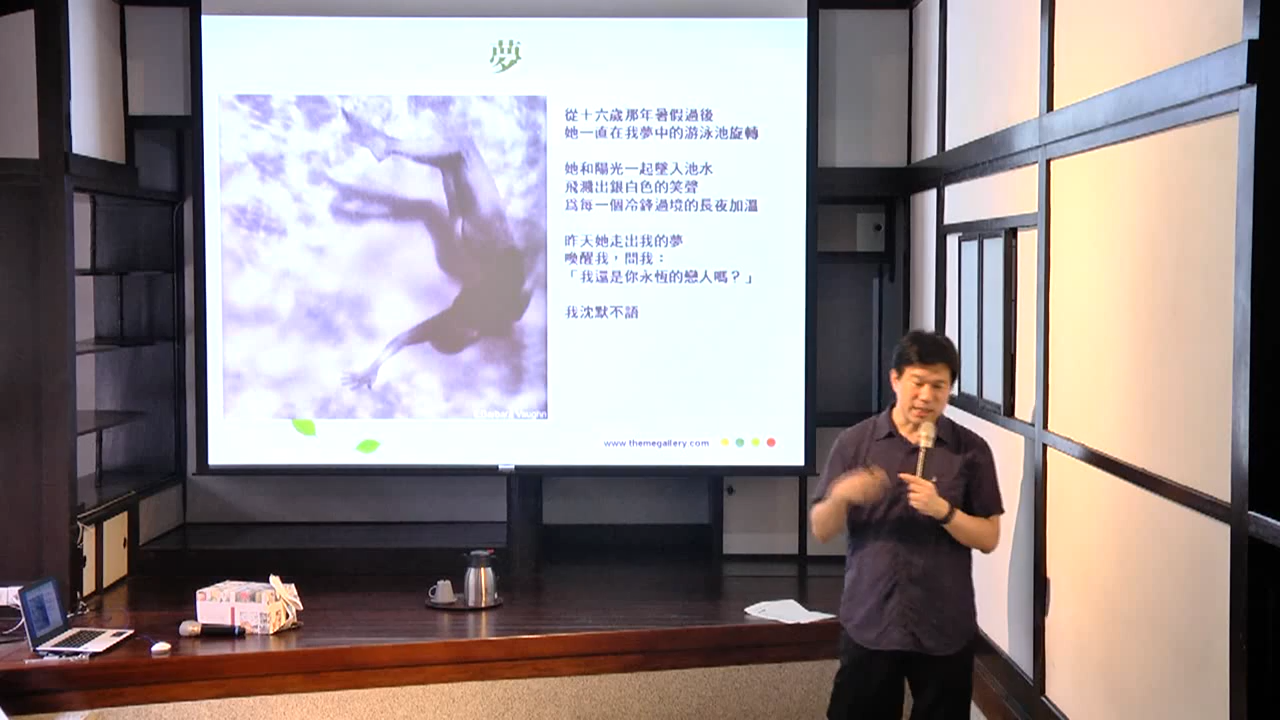 夢
從十六歲那年暑假過後
她一直在我夢中的游泳池旋轉
她和陽光一起墜入池水
飛濺出銀白色的笑聲
為每一個冷鋒過境的長夜加溫
昨天她走出我的夢
喚醒我，問我：
「我還是你永恆的戀人嗎？」
我沈默不語
Vaughn
www.themegallery.com